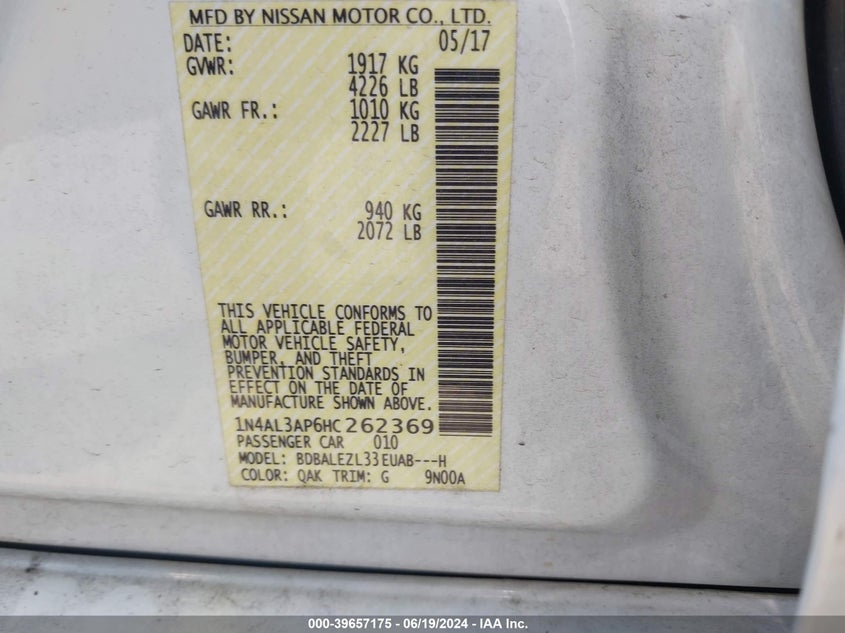 MFD BY NISSAN MOTOR CO., LTD.
DATE: 05/17
GVWR: 1917 KG
4226 LB
GAWR FR.: 1010 KG
2227 LB
GAWR RR.: 940 KG
2072 LB
THIS VEHICLE CONFORMS TO
ALL APPLICABLE FEDERAL
MOTOR VEHICLE SAFETY,
BUMPER, AND THEFT
PREVENTION STANDARDS IN
EFFECT ON THE DATE OF
MANUFACTURE SHOWN ABOVE.
1N4AL3AP6HC262369
PASSENGER CAR 010
MODEL: BDBALEZL33EUAB---H
COLOR: QAK TRIM: G 9N00A
000-39657175 - 06/19/2024 - IAA Inc.